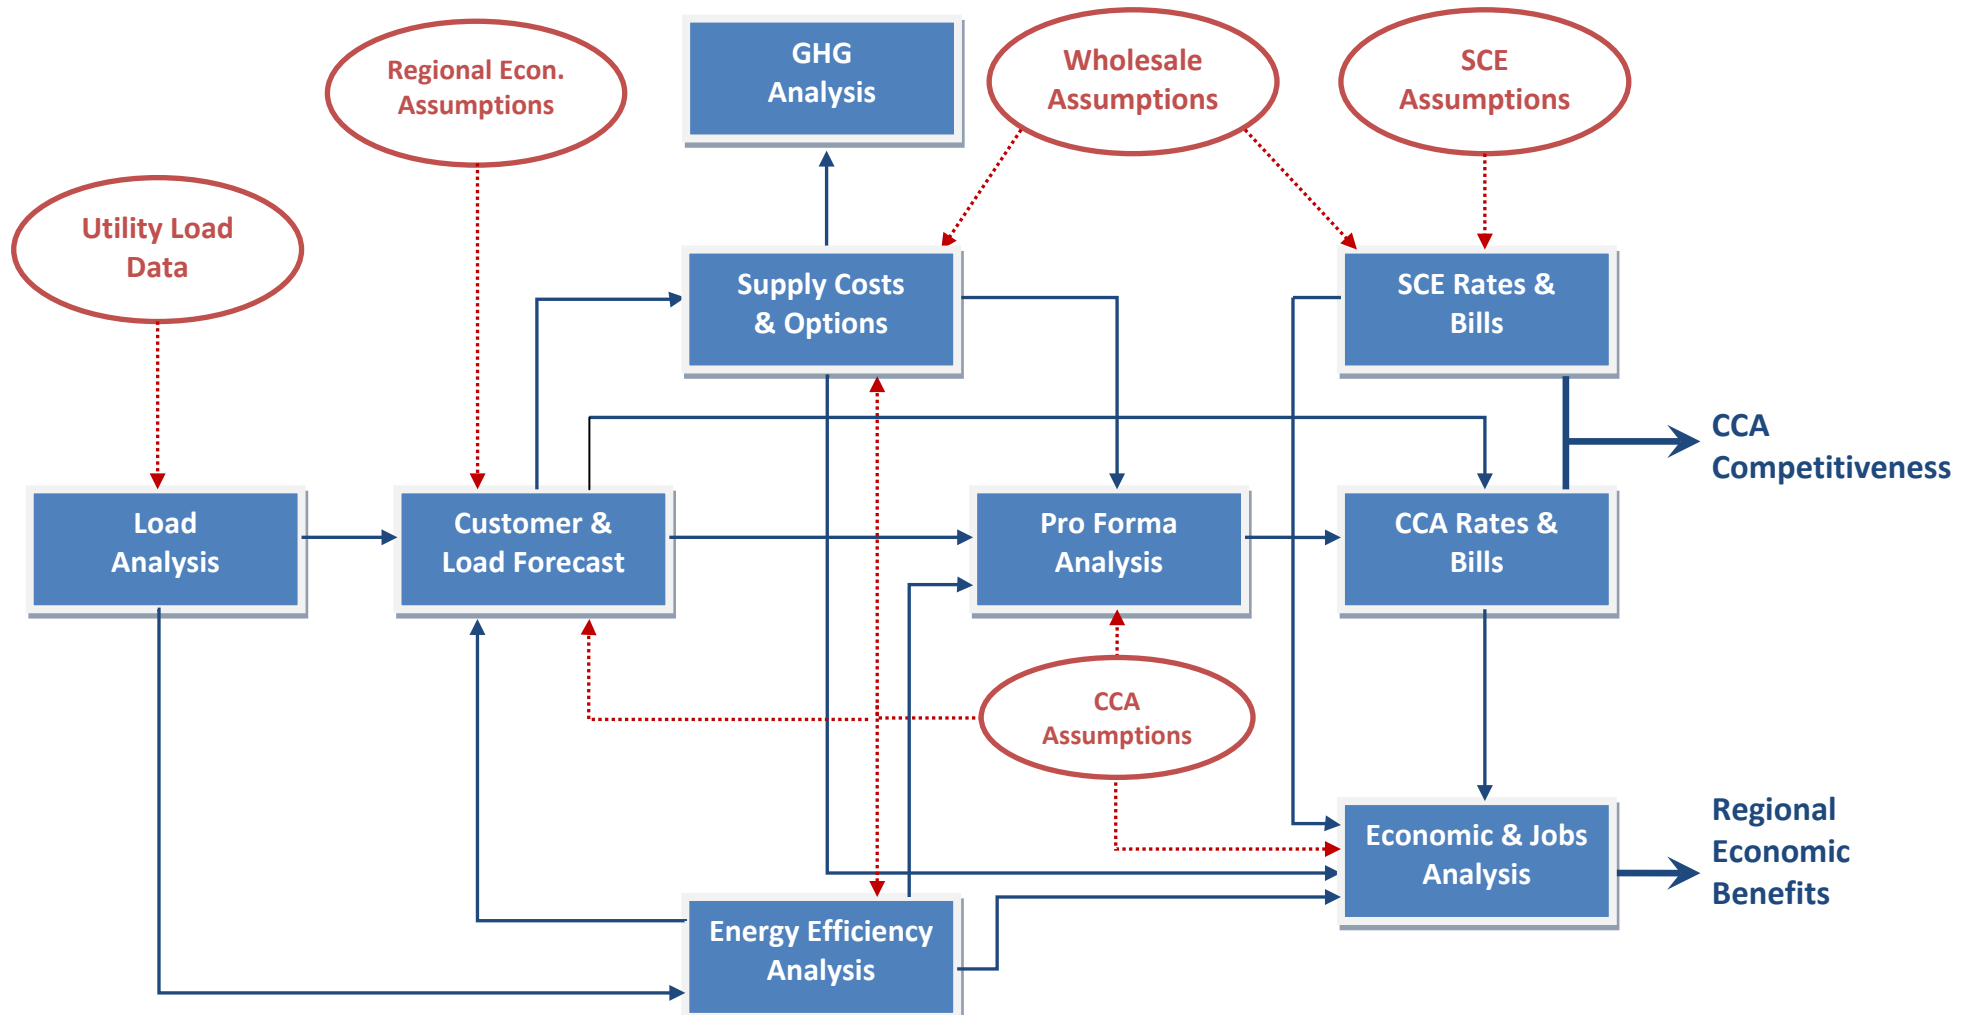 GHG
Analysis
Regional Econ.
Assumptions
Wholesale
Assumptions
SCE
Assumptions
Utility Load
Data
Supply Costs
& Options
SCE Rates &
Bills
CCA
Competitiveness
Load
Analysis
Customer &
Load Forecast
Pro Forma
Analysis
CCA Rates &
Bills
CCA
Assumptions
Economic & Jobs
Analysis
Regional
Economic
Benefits
Energy Efficiency
Analysis